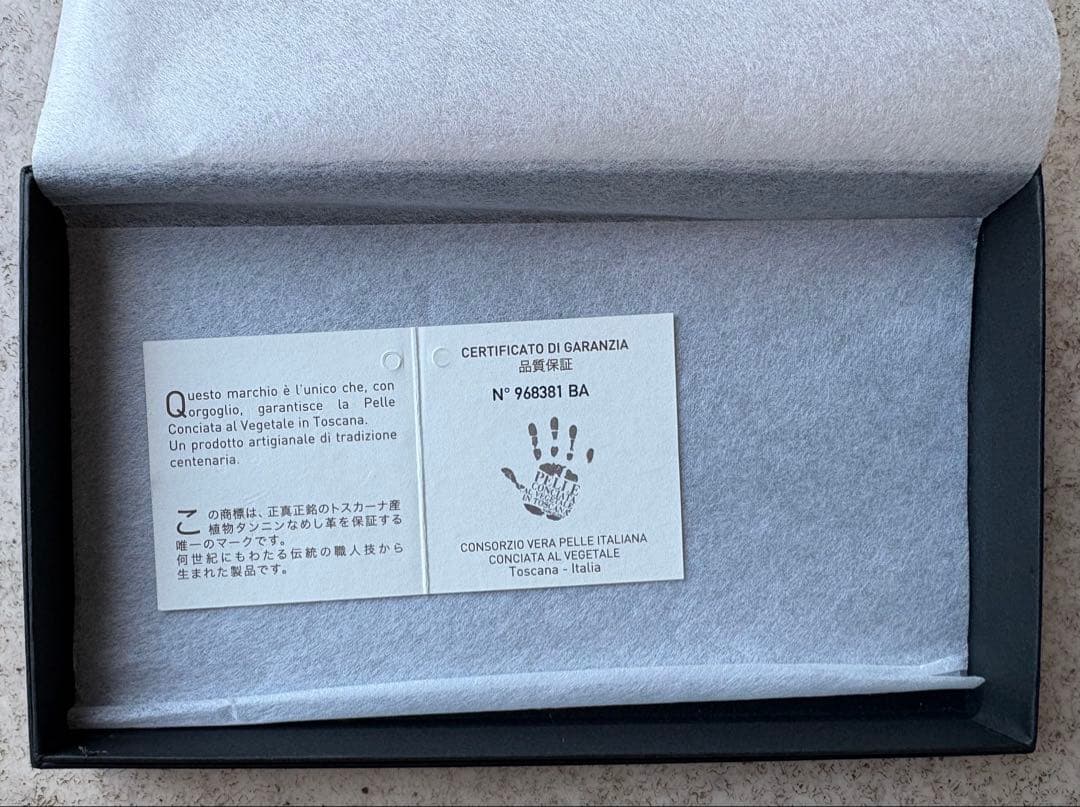 Questo marchio è l'unico che, con
orgoglio, garantisce la Pelle
Conciata al Vegetale in Toscana.
Un prodotto artigianale di tradizione
centenaria.
この商標は、正真正銘のトスカーナ産
植物タンニンなめし革を保証する
唯一のマークです。
何世紀にもわたる伝統の職人技から
生まれた製品です。
CERTIFICATO DI GARANZIA
品質保証
N° 968381 BA
PELLE
CONCIATA
AL VEGETALE
IN TOSCANA
CONSORZIO VERA PELLE ITALIANA
CONCIATA AL VEGETALE
Toscana - Italia